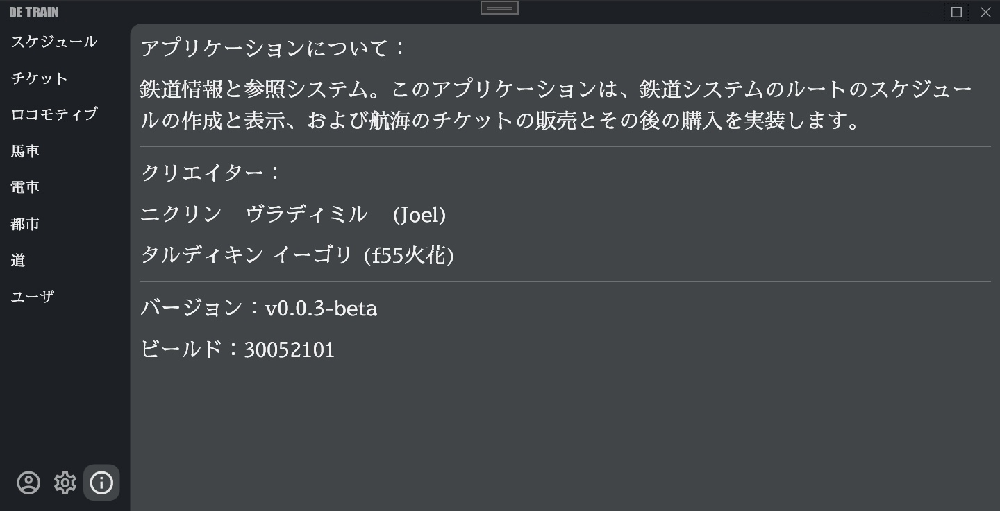 DE TRAIN
スケジュール
チケット
ロコモティブ
馬車
電車
都市
道
ユーザ
アプリケーションについて：
鉄道情報と参照システム。このアプリケーションは、鉄道システムのルートのスケジュー
ルの作成と表示、および航海のチケットの販売とその後の購入を実装します。
クリエイター：
ニクリン　ヴラディミル　(Joel)
タルディキン イーゴリ (f55火花)
バージョン：v0.0.3-beta
ビールド：30052101